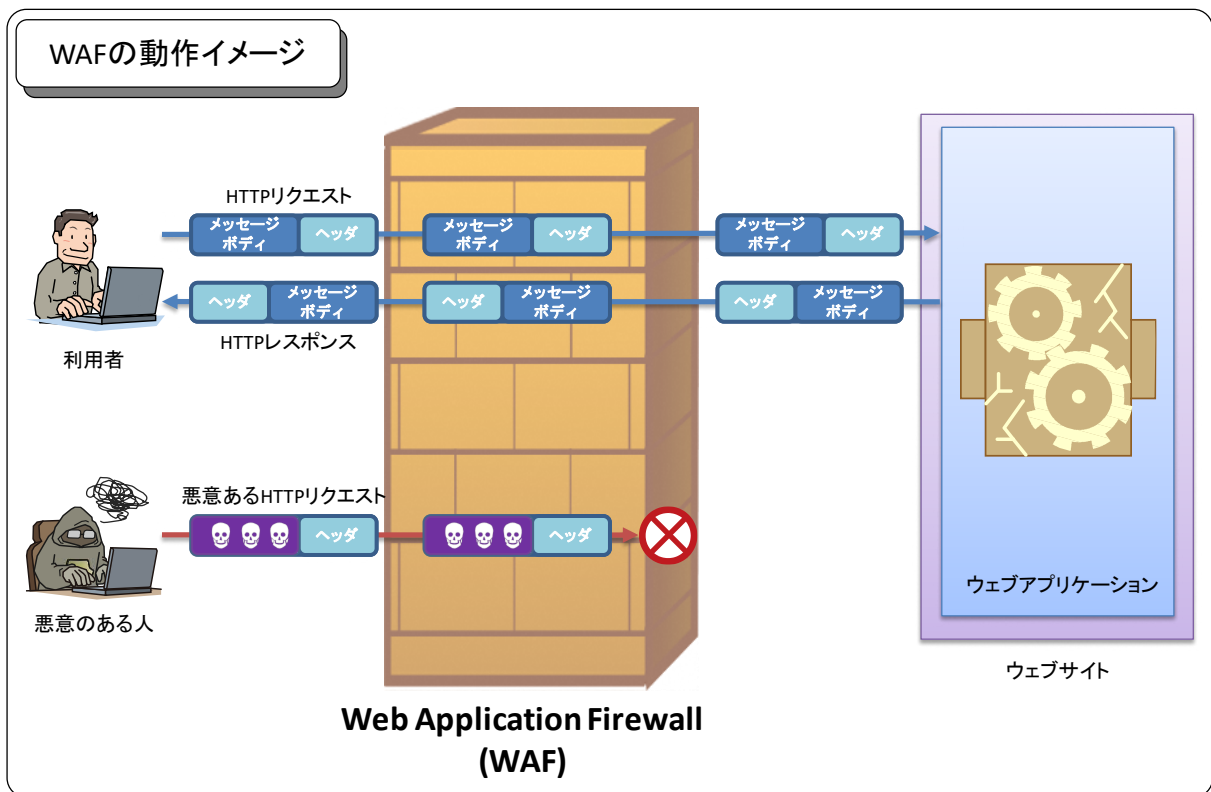 WAFの動作イメージ
HTTPリクエスト
メッセージ
ボディ
ヘッダ
メッセージ
ボディ
ヘッダ
メッセージ
ボディ
ヘッダ
ヘッダ
メッセージ
ボディ
ヘッダ
メッセージ
ボディ
ヘッダ
メッセージ
ボディ
HTTPレスポンス
利用者
悪意あるHTTPリクエスト
ヘッダ
ヘッダ
悪意のある人
ウェブアプリケーション
ウェブサイト
Web Application Firewall
(WAF)